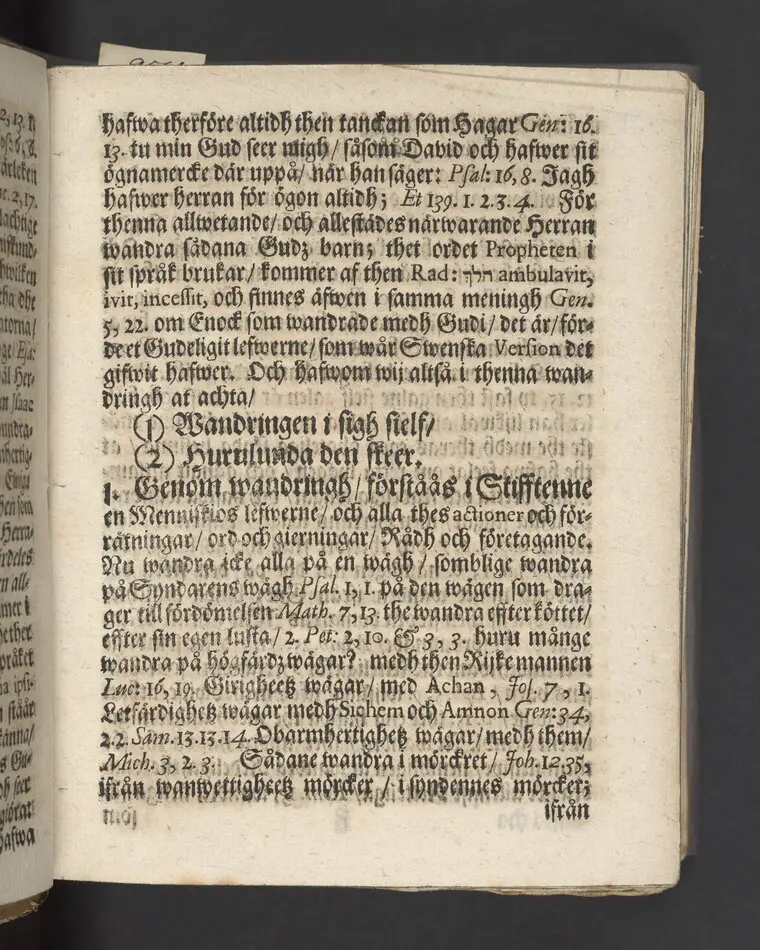 hafwa therföre altidh then tanckan som Hagar Gen: 16.
13. tu min Gud seer migh/ såsom David och hafwer sit
ögnamercke där uppå/ når han säger: Psal: 16, 8. Jagh
hafwer herran för ögon altidh; Et 139. 1. 2. 3. 4. För
thenna allwetande/ och allestädes närwarande Herran
wandra sådana Gudz barn; thet ordet Propheten i
sit språk brukar/ kommer af then Rad: הלך ambulavit,
ivit, incessit, och finnes äfwen i samma meningh Gen.
5, 22. om Enock som wandrade medh Gudi/ det är/ för-
de et Gudeligit lefwerne/ som wår Swenska Version det
gifwit hafwer. Och hafwom wij altså i thenna wan-
dringh at achta/
(1) Wandringen i sigh sielf/
(2) Hurulunda den skeer.
1. Genom wandringh/ förståås i Skrifftenne
en Menniskios lefwerne/ och alla thes actioner och för-
rätningar/ ord och gierningar/ Rådh och företagande.
Nu wandra icke alla på en wägh/ somblige wandra
på Syndarens wägh Psal. 1, 1. på den wägen som dra-
ger till fördömelsen Math. 7, 13. the wandra effter köttet/
effter sin egen lusta/ 2. Pet: 2, 10. & 3, 3. huru månge
wandra på högfärdz wägar? medh then Rijke mannen
Luc: 16, 19. Girigheetz wägar/ med Achan, Jos. 7, 1.
Letfärdighetz wägar medh Sichem och Amnon Gen: 34,
2. 2. Sam. 13. 13. 14. Obarmhertighetz wägar/ medh them/
Mich. 3, 2. 3. Sådane wandra i mörckret/ Joh. 12. 35,
ifrån wanwettigheetz mörcker/ i syndennes mörcker;
ifrån